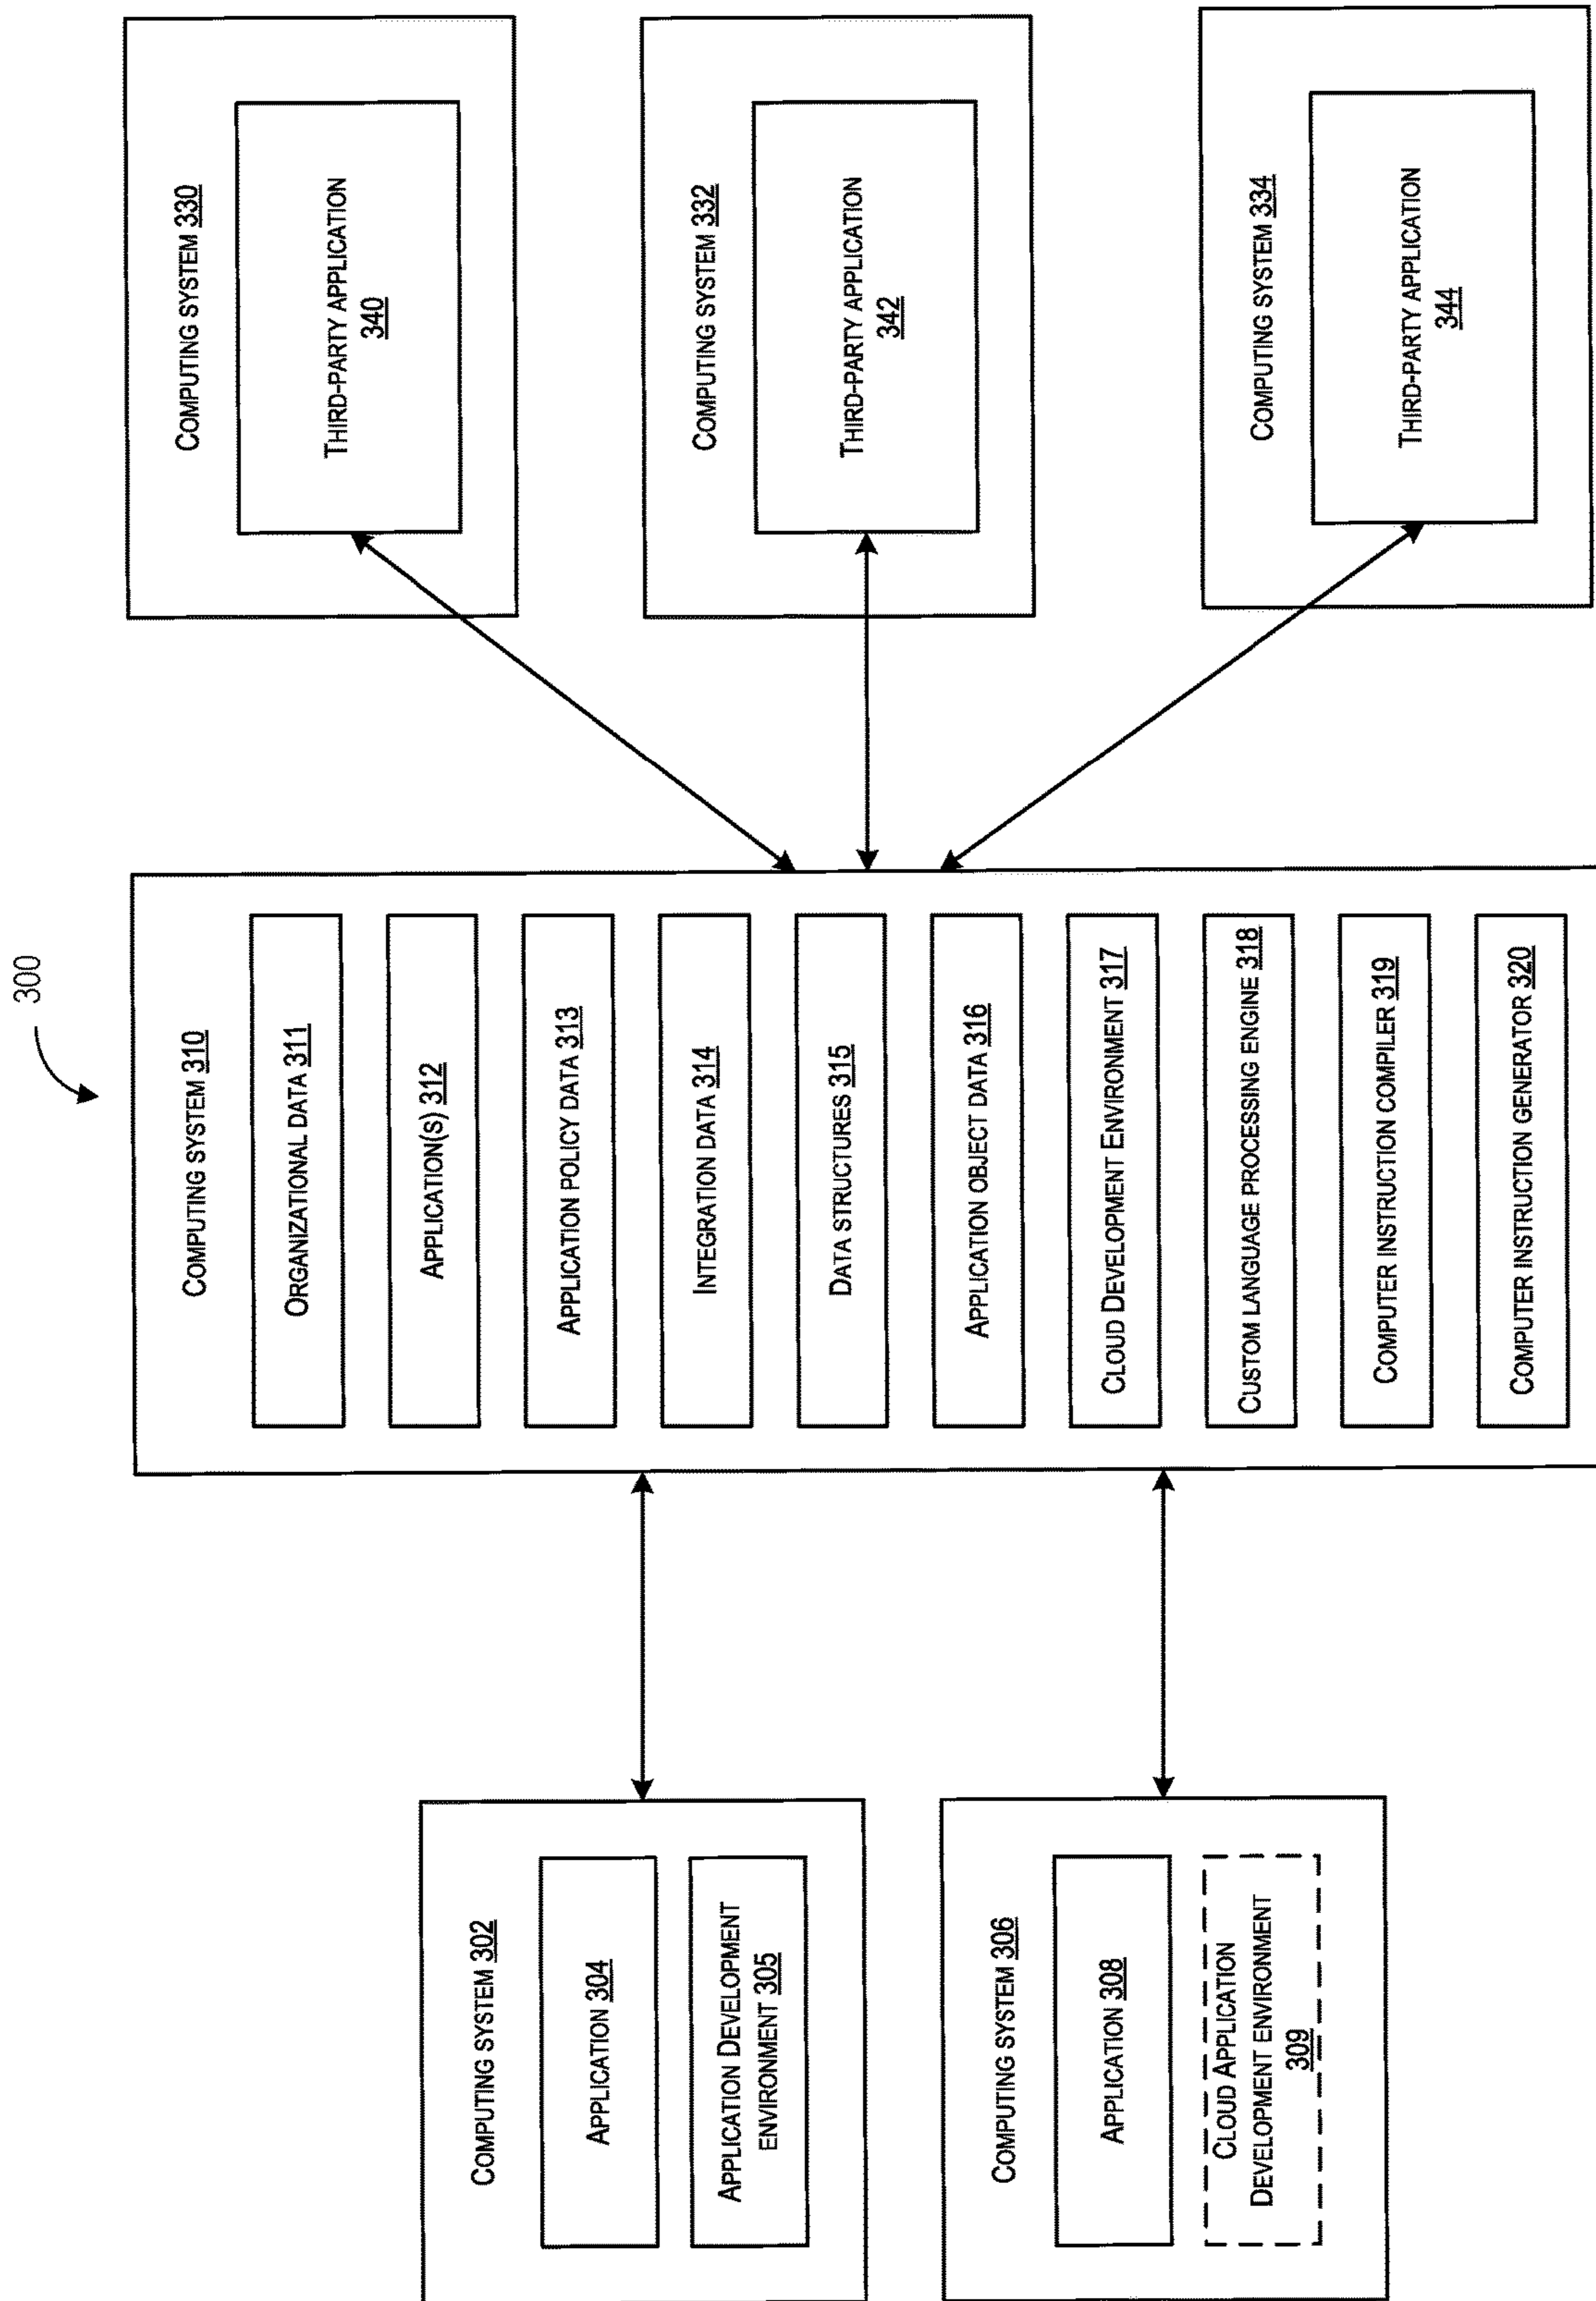 300
COMPUTING SYSTEM 302
APPLICATION 304
APPLICATION DEVELOPMENT
ENVIRONMENT 305
COMPUTING SYSTEM 306
APPLICATION 308
CLOUD APPLICATION
DEVELOPMENT ENVIRONMENT
309
COMPUTING SYSTEM 310
ORGANIZATIONAL DATA 311
APPLICATION(S) 312
APPLICATION POLICY DATA 313
INTEGRATION DATA 314
DATA STRUCTURES 315
APPLICATION OBJECT DATA 316
CLOUD DEVELOPMENT ENVIRONMENT 317
CUSTOM LANGUAGE PROCESSING ENGINE 318
COMPUTER INSTRUCTION COMPILER 319
COMPUTER INSTRUCTION GENERATOR 320
COMPUTING SYSTEM 330
THIRD-PARTY APPLICATION
340
COMPUTING SYSTEM 332
THIRD-PARTY APPLICATION
342
COMPUTING SYSTEM 334
THIRD-PARTY APPLICATION
344